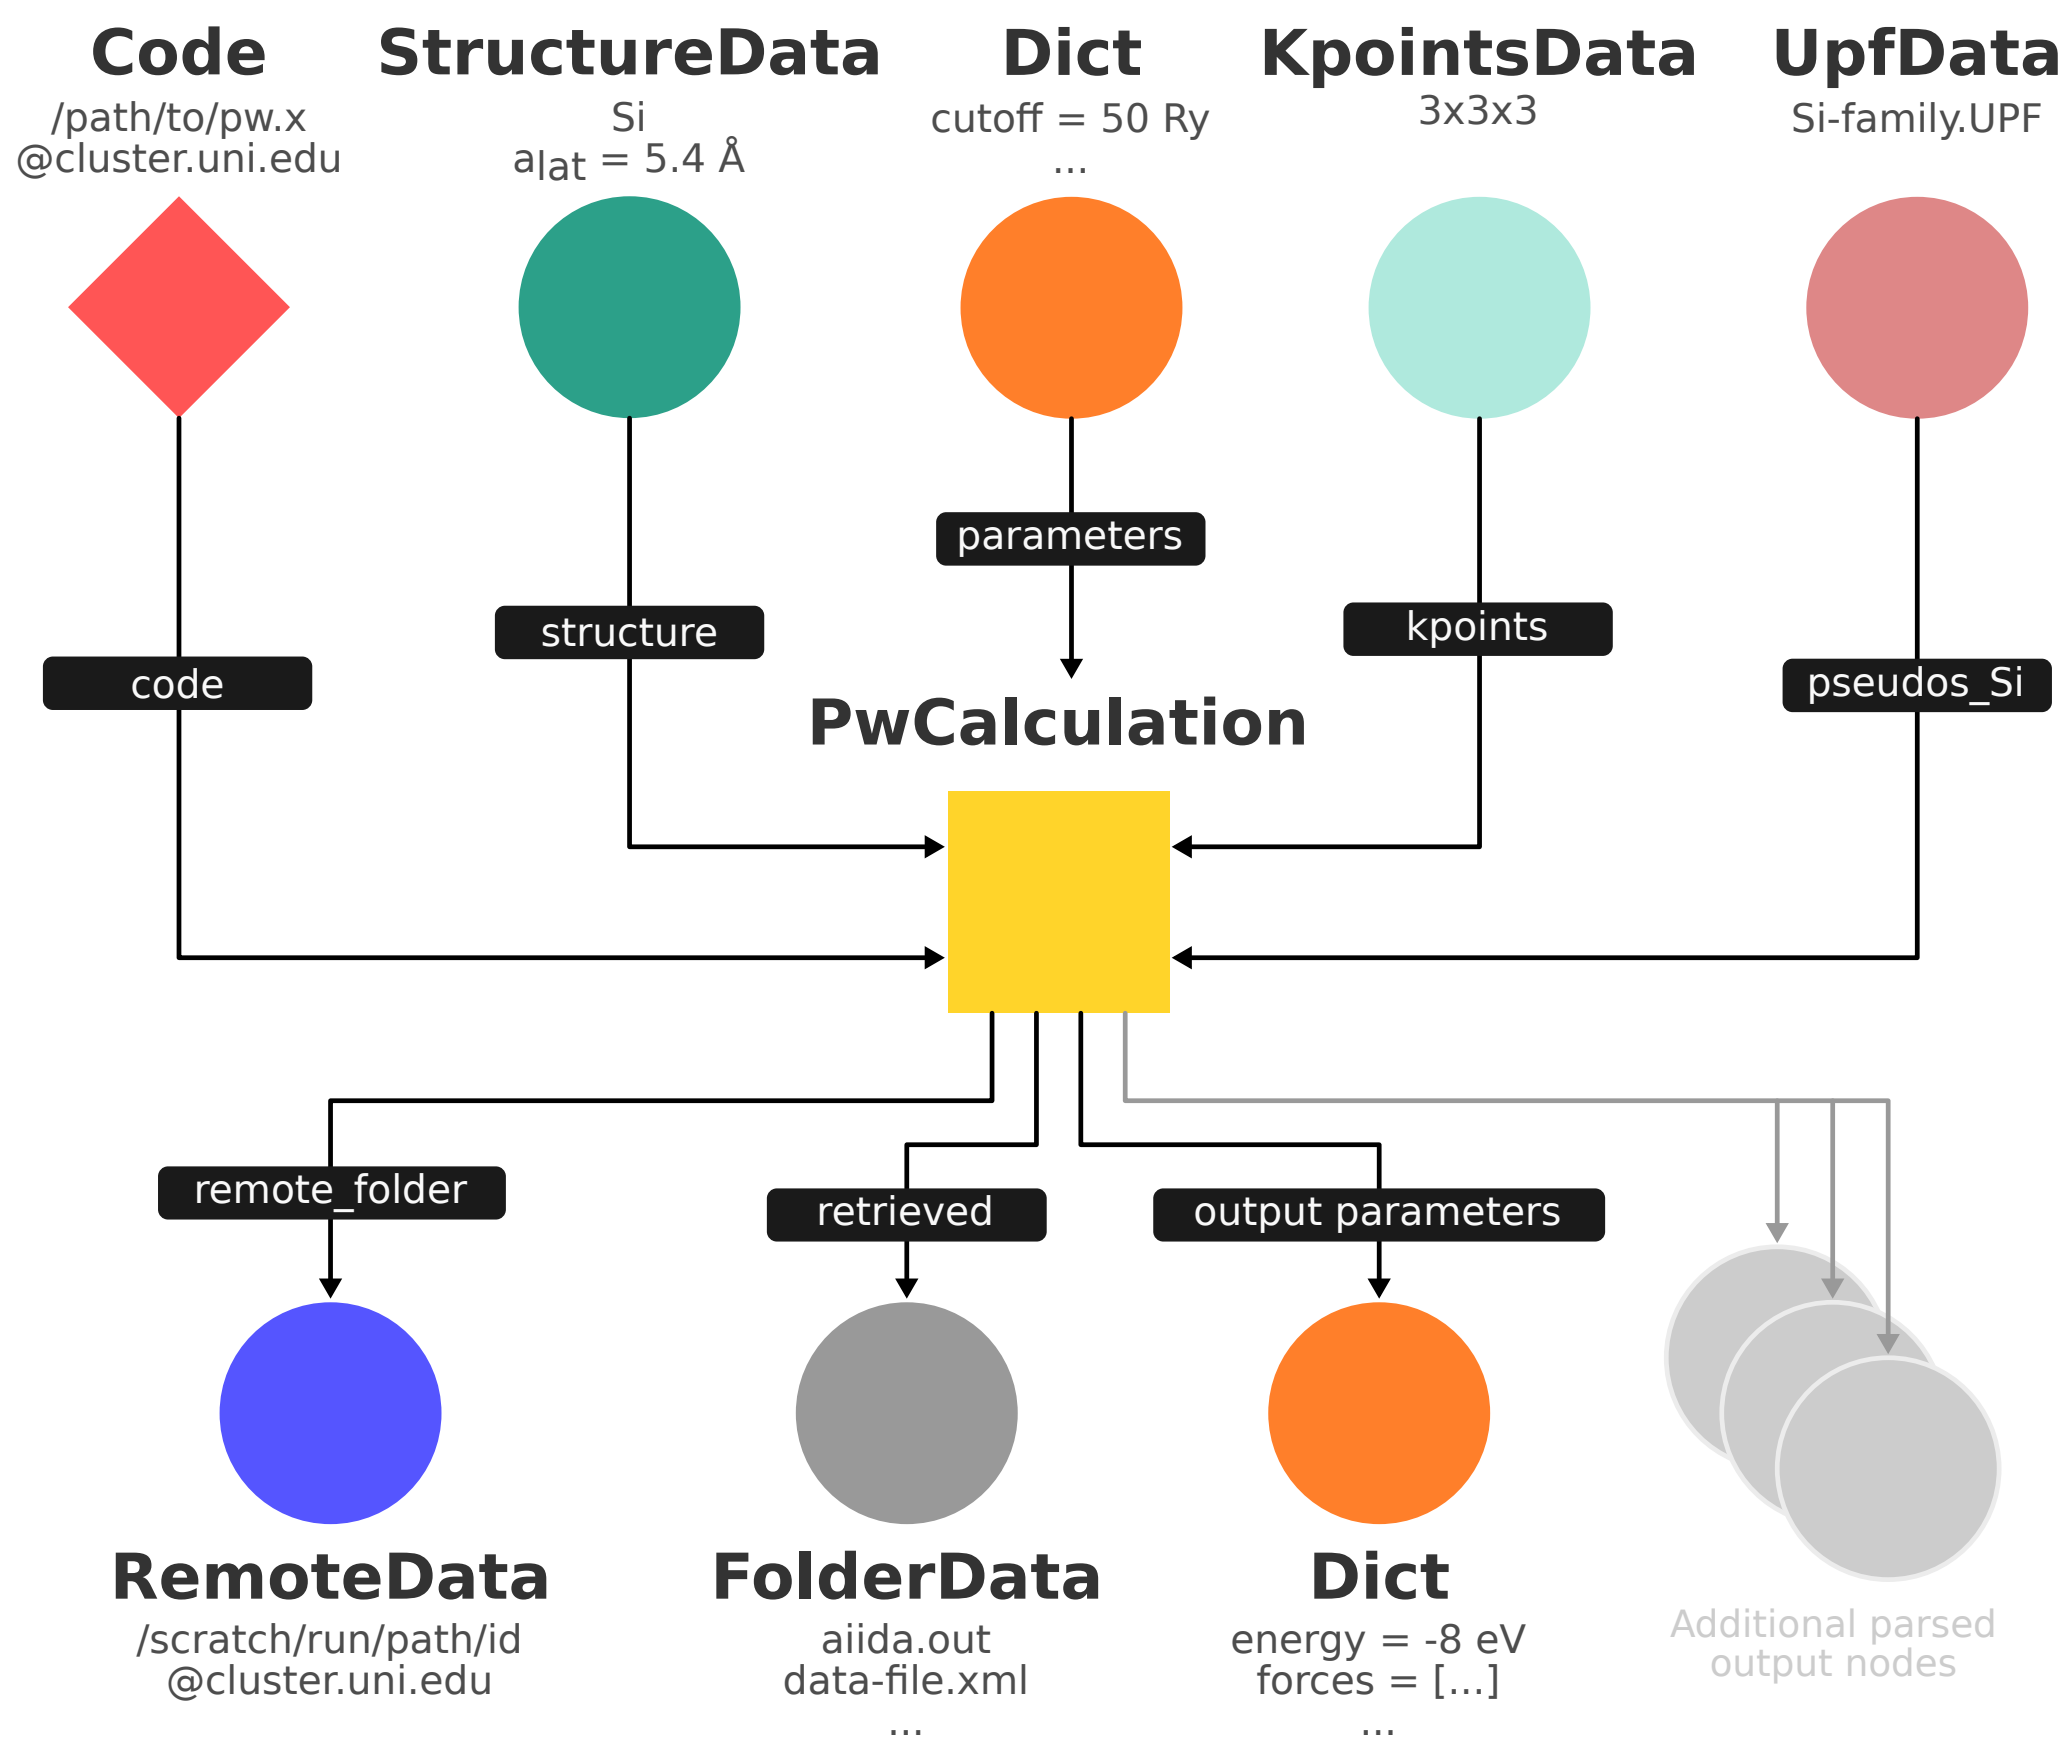 Code
/path/to/pw.x
@cluster.uni.edu
StructureData
Si
alat = 5.4 Å
Dict
cutoff = 50 Ry
...
KpointsData
3x3x3
UpfData
Si-family.UPF
parameters
structure
kpoints
code
pseudos_Si
PwCalculation
remote_folder
retrieved
output parameters
RemoteData
/scratch/run/path/id
@cluster.uni.edu
FolderData
aiida.out
data-file.xml
...
Dict
energy = -8 eV
forces = [...]
...
Additional parsed
output nodes